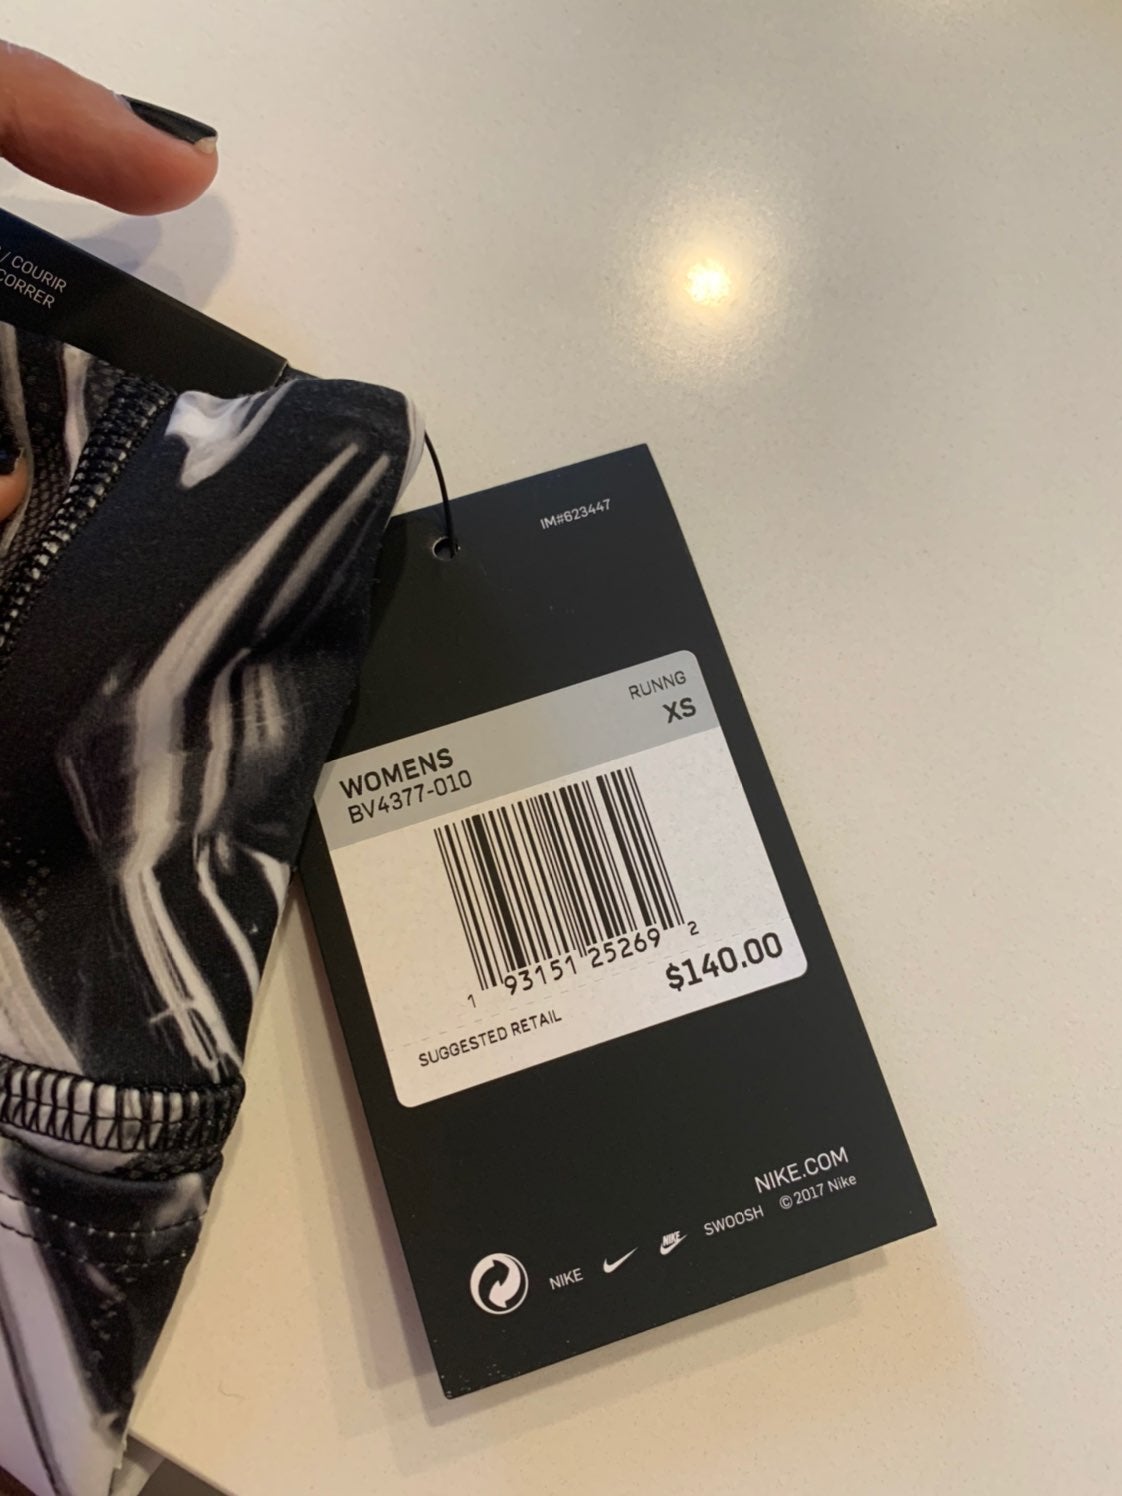 / COURIR
CORRER
IM#623447
RUNNG
XS
WOMENS
BV4377-010
1 93151 25269 2
$140.00
SUGGESTED RETAIL
NIKE.COM
NIKE NIKE SWOOSH © 2017 Nike